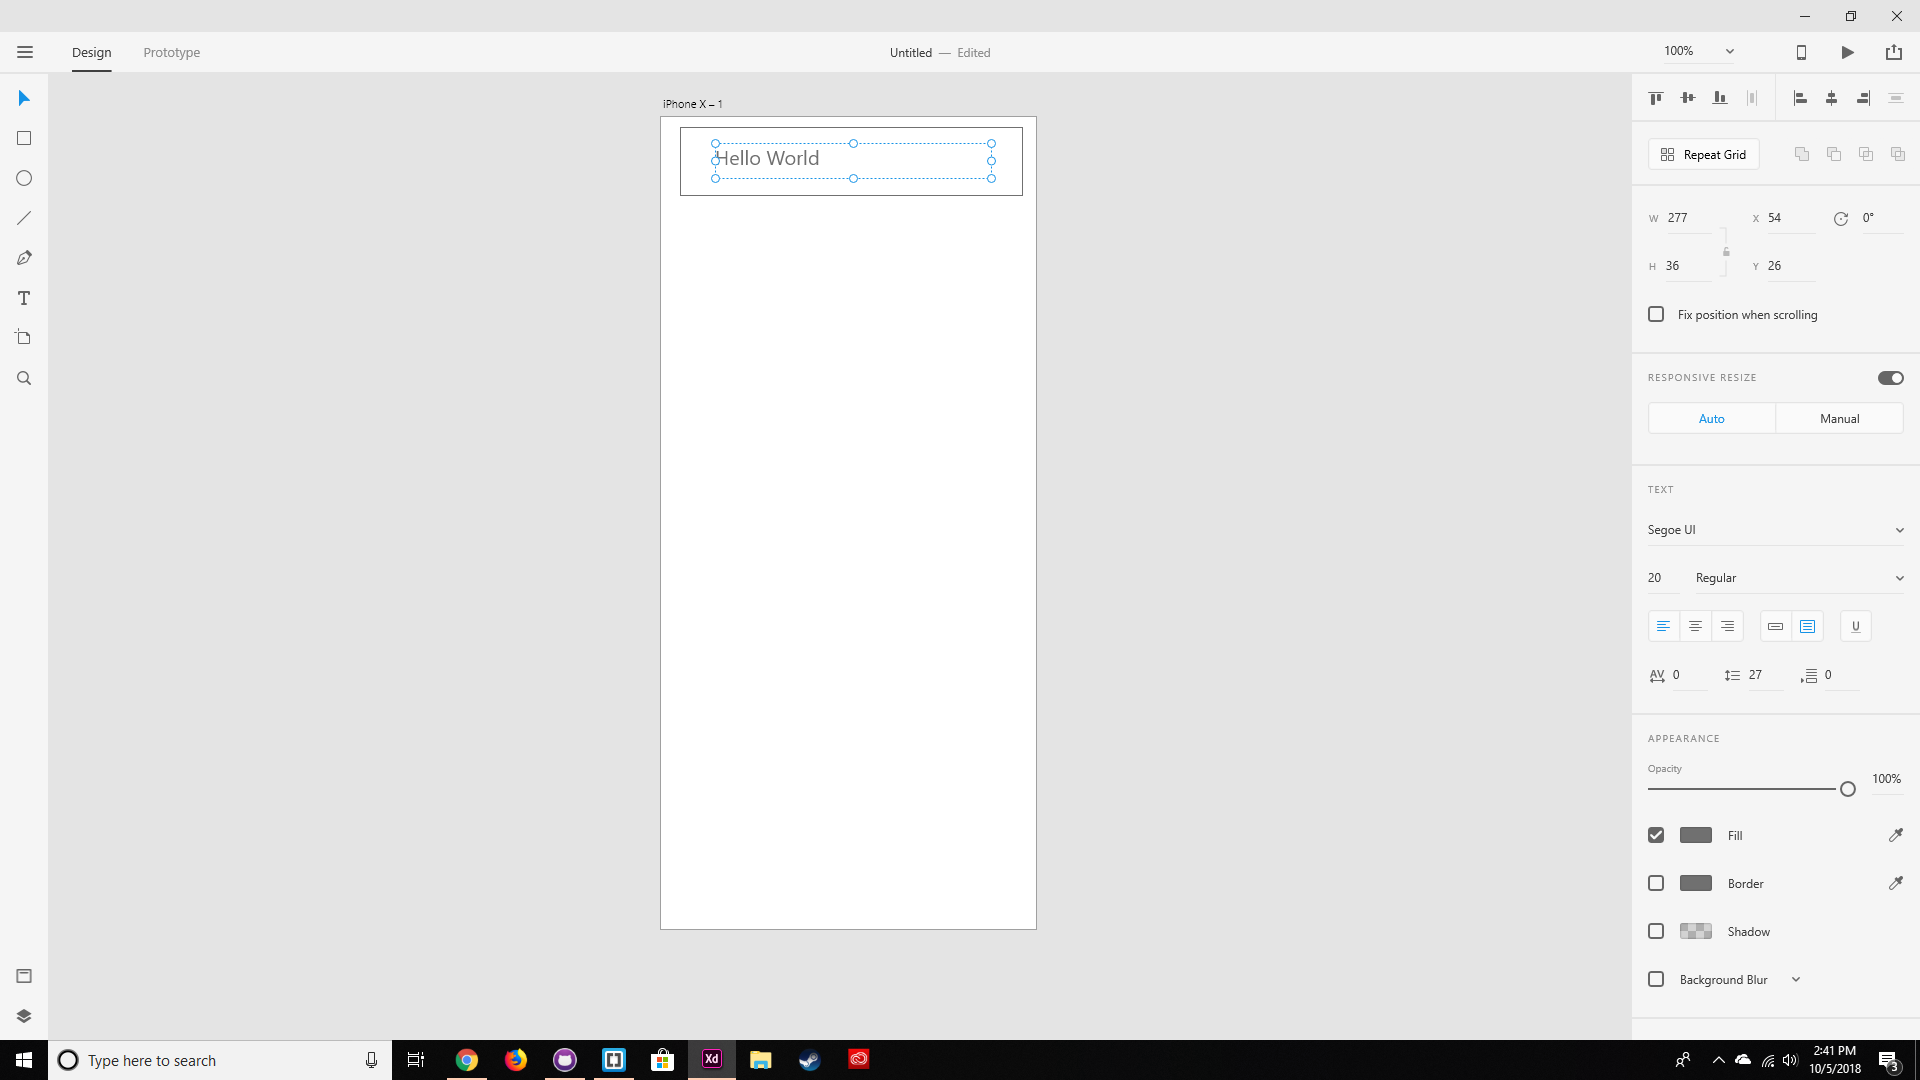 Design
Prototype
Untitled — Edited
100%
iPhone X – 1
Hello World
Repeat Grid
W 277
X 54
0°
H 36
Y 26
Fix position when scrolling
RESPONSIVE RESIZE
Auto
Manual
TEXT
Segoe UI
20
Regular
U
AV 0
27
0
APPEARANCE
Opacity
100%
Fill
Border
Shadow
Background Blur
Type here to search
Xd
2:41 PM
10/5/2018
3